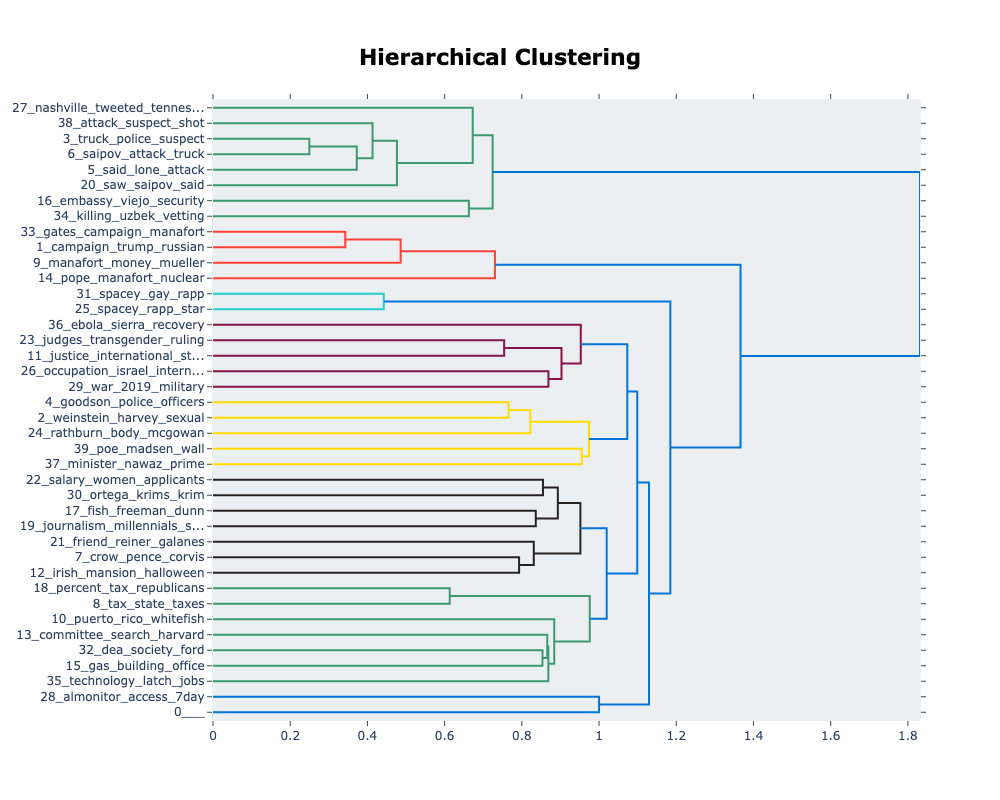 Hierarchical Clustering
27_nashville_tweeted_tennes...
38_attack_suspect_shot
3_truck_police_suspect
6_saipov_attack_truck
5_said_lone_attack
20_saw_saipov_said
16_embassy_viejo_security
34_killing_uzbek_vetting
33_gates_campaign_manafort
1_campaign_trump_russian
9_manafort_money_mueller
14_pope_manafort_nuclear
31_spacey_gay_rapp
25_spacey_rapp_star
36_ebola_sierra_recovery
23_judges_transgender_ruling
11_justice_international_st...
26_occupation_israel_intern...
29_war_2019_military
4_goodson_police_officers
2_weinstein_harvey_sexual
24_rathburn_body_mcgowan
39_poe_madsen_wall
37_minister_nawaz_prime
22_salary_women_applicants
30_ortega_krims_krim
17_fish_freeman_dunn
19_journalism_millennials_s...
21_friend_reiner_galanes
7_crow_pence_corvis
12_irish_mansion_halloween
18_percent_tax_republicans
8_tax_state_taxes
10_puerto_rico_whitefish
13_committee_search_harvard
32_dea_society_ford
15_gas_building_office
35_technology_latch_jobs
28_almonitor_access_7day
0___
0 0.2 0.4 0.6 0.8 1 1.2 1.4 1.6 1.8